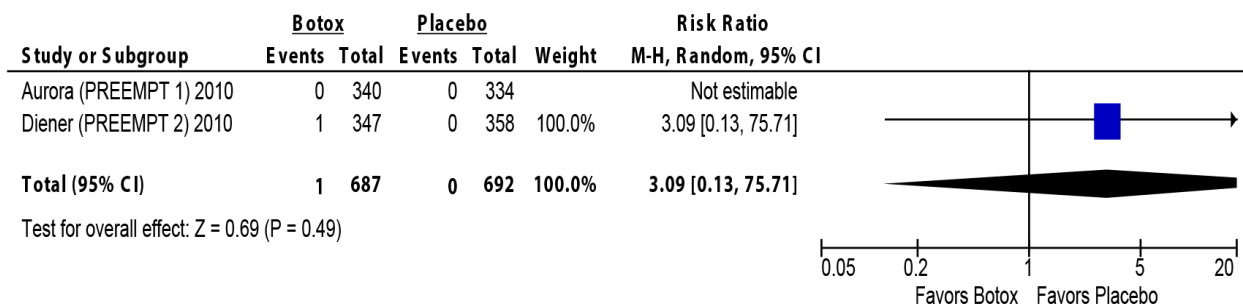 Botox Placebo Risk Ratio
Study or Subgroup Events Total Events Total Weight M-H, Random, 95% CI
Aurora (PREEMPT 1) 2010 0 340 0 334 Not estimable
Diener (PREEMPT 2) 2010 1 347 0 358 100.0% 3.09 [0.13, 75.71]
Total (95% CI) 1 687 0 692 100.0% 3.09 [0.13, 75.71]
Test for overall effect: Z = 0.69 (P = 0.49)
0.05 0.2 1 5 20
Favors Botox Favors Placebo